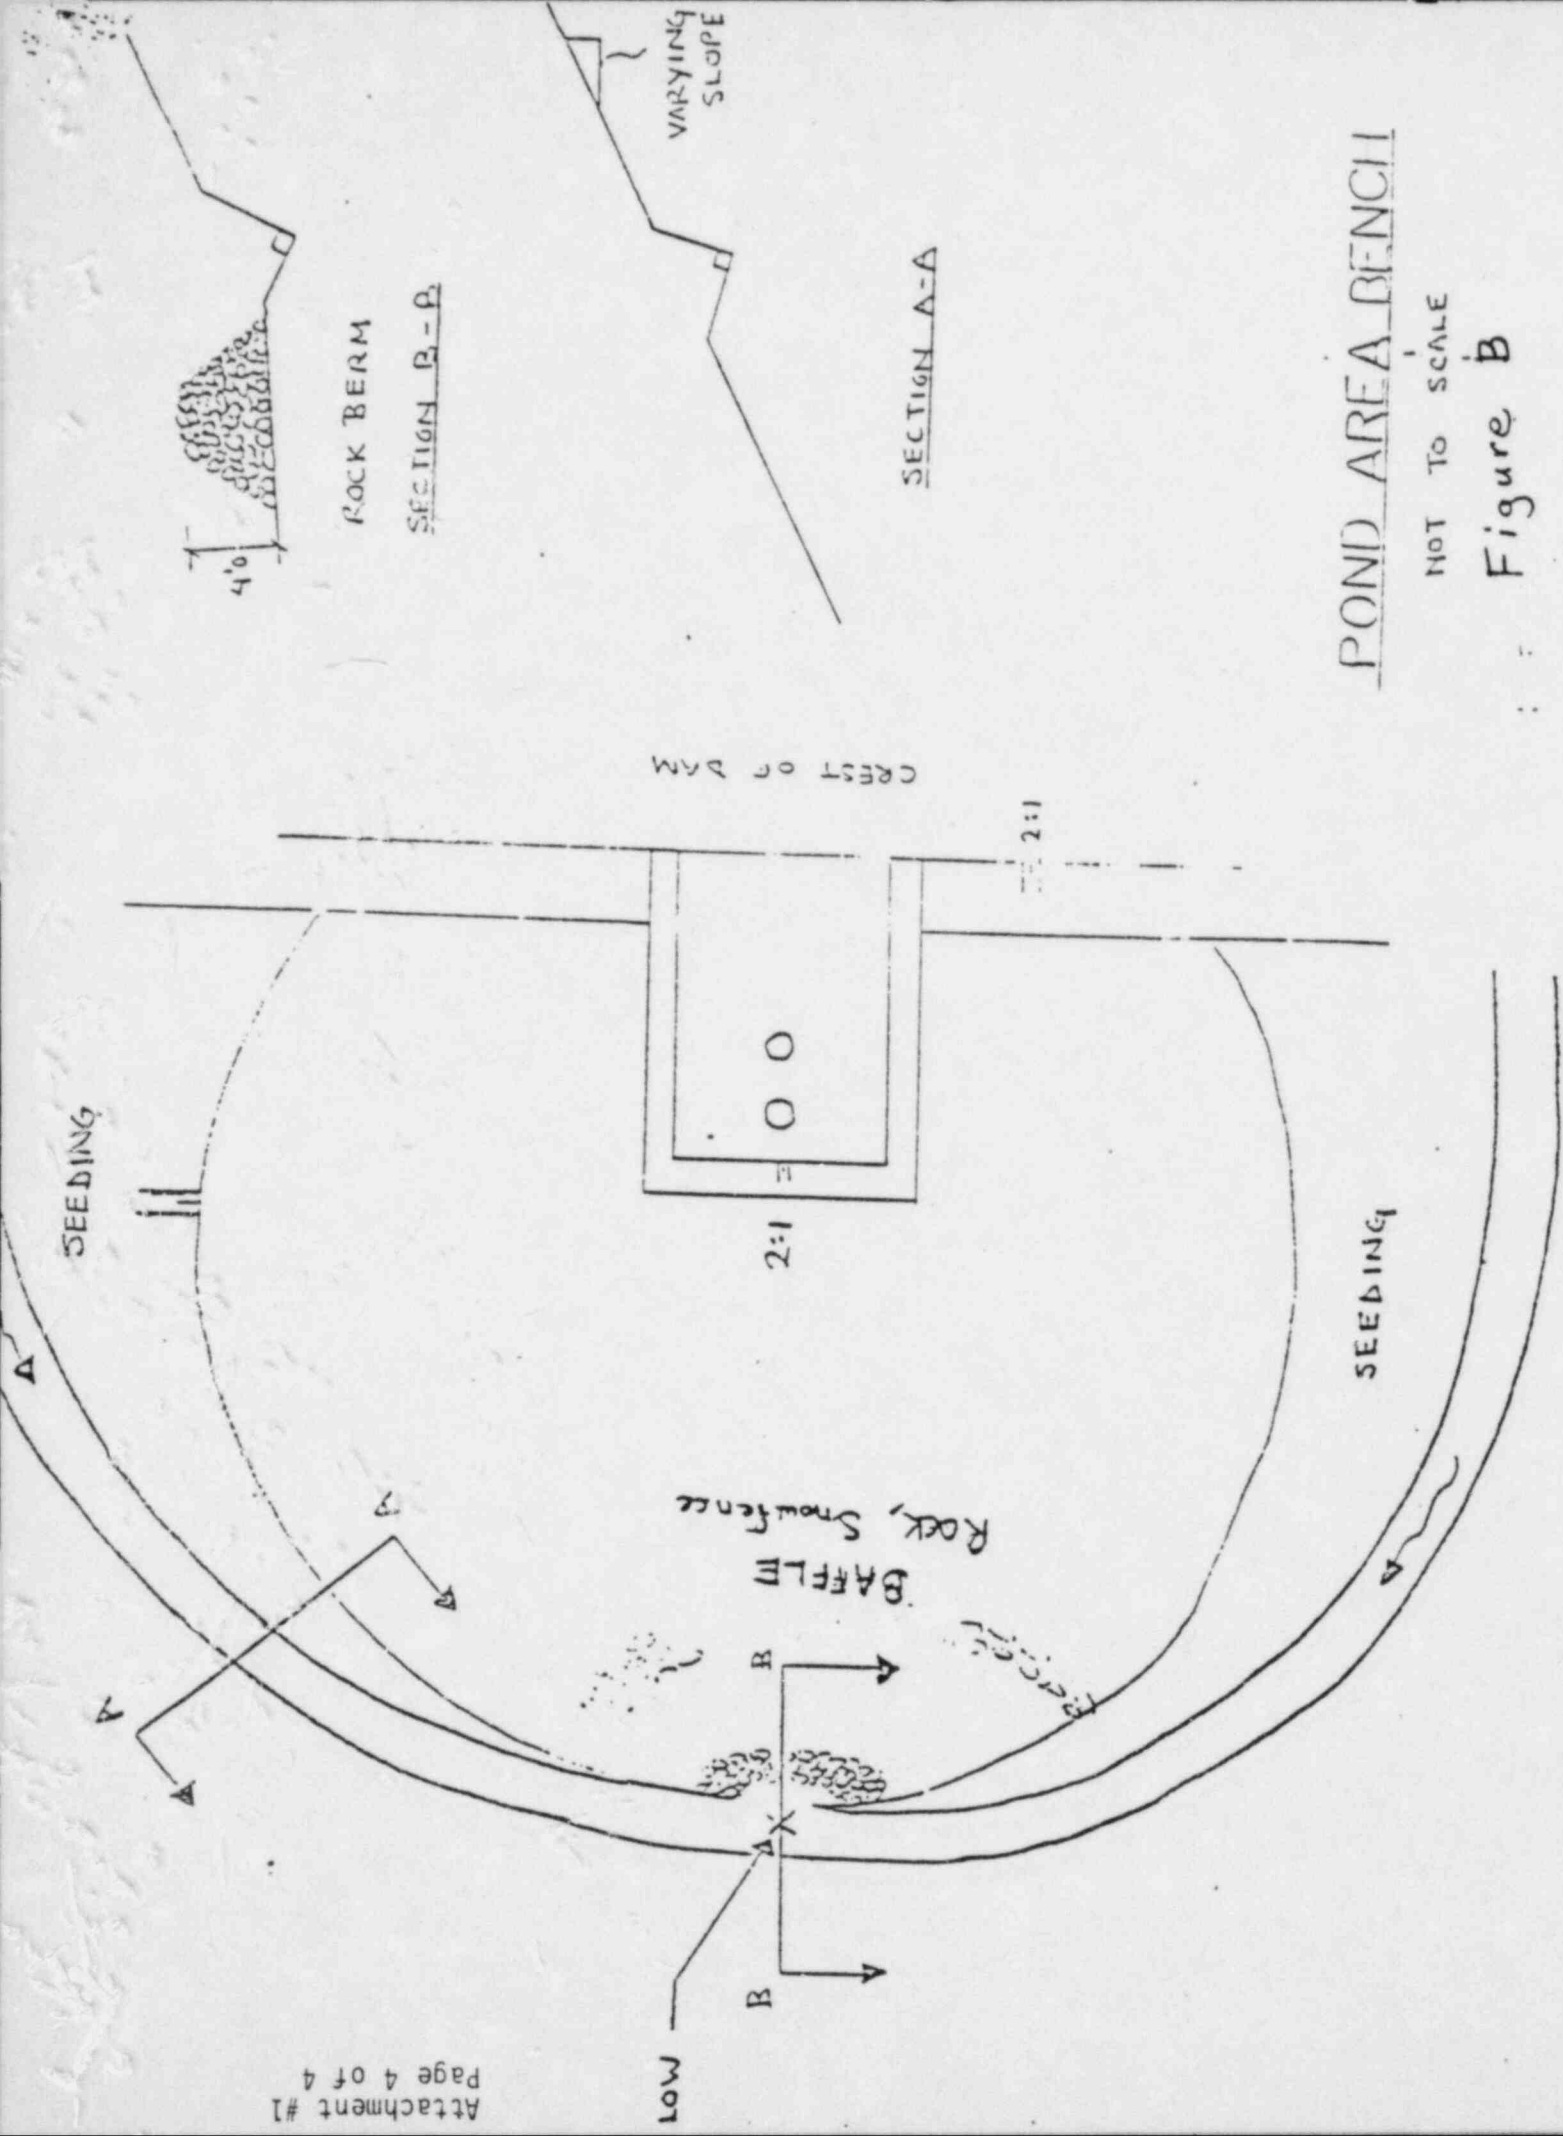 Attachment #1
Page 4 of 4
VARYING
SLOPE
4'0
ROCK BERM
SECTION B-B
SECTION A-A
CREST OF DAM
2:1
SEEDING
2:1
SEEDING
A
A
BAFFLE
Rock, Snowfence
B
B
LOW
POND AREA BENCH
NOT TO SCALE
Figure B